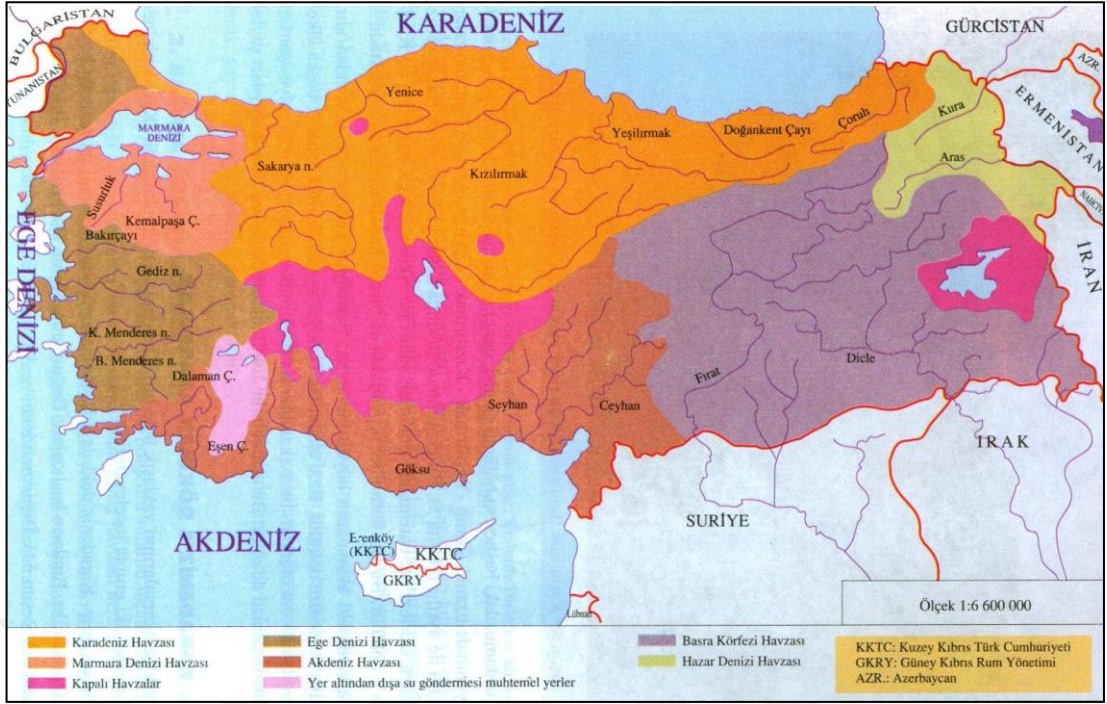 BULGARİSTAN
KARADENİZ
GÜRCİSTAN
YUNANİSTAN
AZR.
ERMENİSTAN
Yenice
MARMARA
DENİZİ
Yeşilırmak
Doğankent Çayı
Çoruh
Kura
Sakarya n.
Kızılırmak
Aras
Susurluk
Kemalpaşa Ç.
Bakırçayı
NAHCIV.
EGE DENİZİ
İRAN
Gediz n.
K. Menderes n.
B. Menderes n.
Dalaman Ç.
Dicle
Fırat
Seyhan
Ceyhan
Eşen Ç.
Göksu
IRAK
SURİYE
AKDENİZ
Erenköy
(KKTC)
KKTC
GKRY
Lübnan
Ölçek 1:6 600 000
Karadeniz Havzası
Marmara Denizi Havzası
Kapalı Havzalar
Ege Denizi Havzası
Akdeniz Havzası
Yer altından dışa su göndermesi muhtemel yerler
Basra Körfezi Havzası
Hazar Denizi Havzası
KKTC: Kuzey Kıbrıs Türk Cumhuriyeti
GKRY: Güney Kıbrıs Rum Yönetimi
AZR.: Azerbaycan